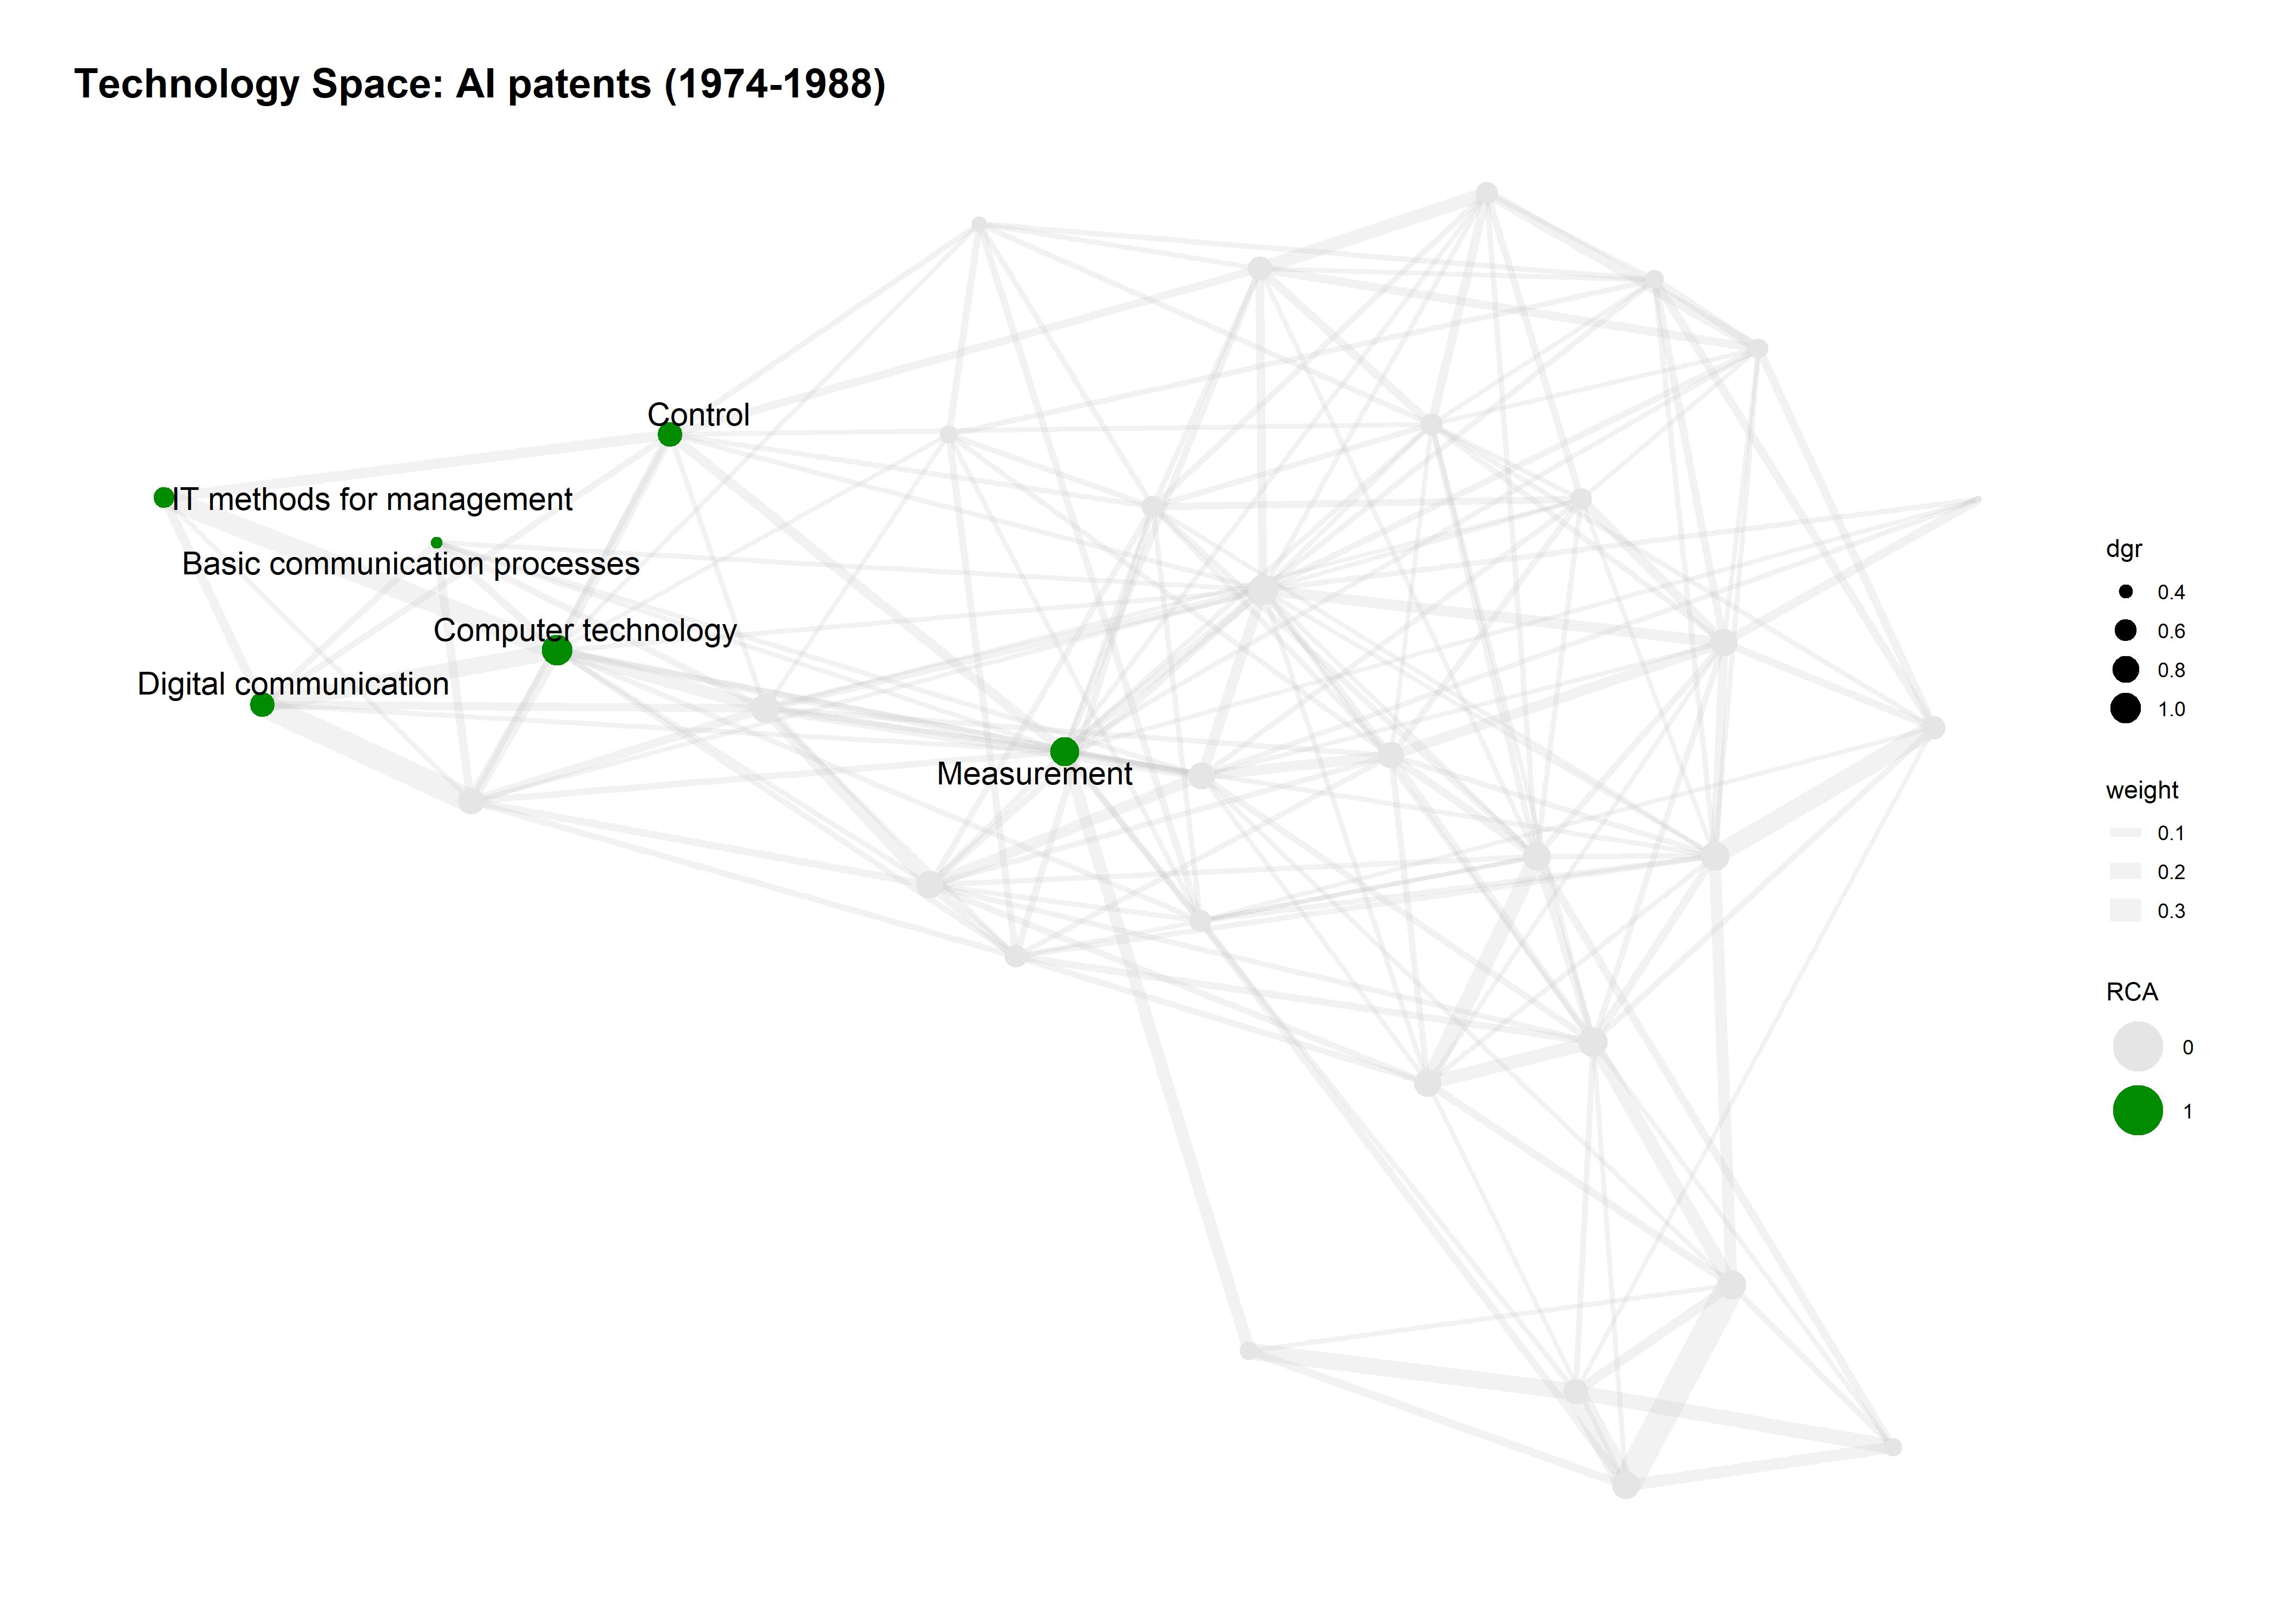 Technology Space: AI patents (1974-1988)
Control
IT methods for management
Basic communication processes
Computer technology
Digital communication
Measurement
dgr
0.4
0.6
0.8
1.0
weight
0.1
0.2
0.3
RCA
0
1